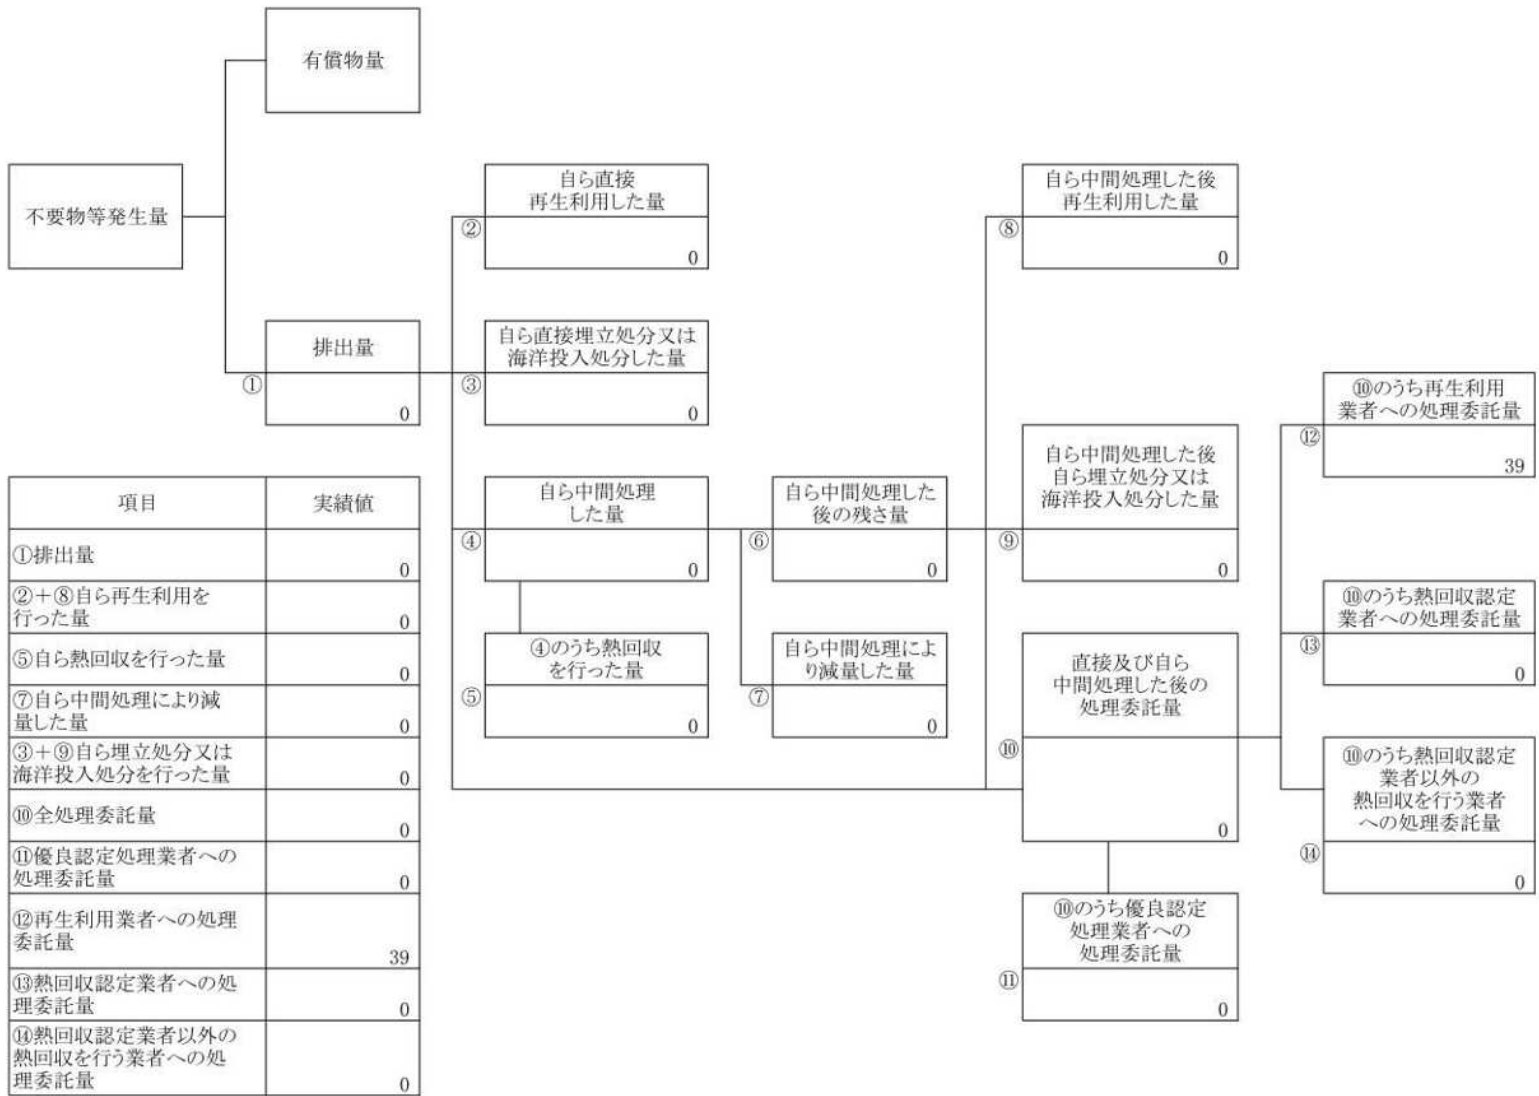 有償物量
不要物等発生量
自ら直接
再生利用した量
②
0
自ら中間処理した後
再生利用した量
⑧
0
排出量
①
0
自ら直接埋立処分又は
海洋投入処分した量
③
0
⑩のうち再生利用
業者への処理委託量
⑫
39
自ら中間処理
した量
④
0
自ら中間処理した
後の残さ量
⑥
0
自ら中間処理した後
自ら埋立処分又は
海洋投入処分した量
⑨
0
⑩のうち熱回収認定
業者への処理委託量
⑬
0
④のうち熱回収
を行った量
⑤
0
自ら中間処理によ
り減量した量
⑦
0
直接及び自ら
中間処理した後の
処理委託量
⑩
0
⑩のうち熱回収認定
業者以外の
熱回収を行う業者
への処理委託量
⑭
0
⑩のうち優良認定
処理業者への
処理委託量
⑪
0
項目 実績値
①排出量
0
②+⑧自ら再生利用を
行った量 0
⑤自ら熱回収を行った量
0
⑦自ら中間処理により減
量した量 0
③+⑨自ら埋立処分又は
海洋投入処分を行った量 0
⑩全処理委託量
0
⑪優良認定処理業者への
処理委託量 0
⑫再生利用業者への処理
委託量
39
⑬熱回収認定業者への処
理委託量 0
⑭熱回収認定業者以外の
熱回収を行う業者への処
理委託量 0